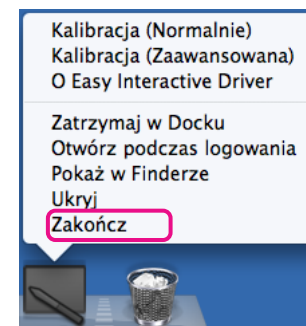 Kalibracja (Normalnie)
Kalibracja (Zaawansowana)
O Easy Interactive Driver
Zatrzymaj w Docku
Otwórz podczas logowania
Pokaż w Finderze
Ukryj
Zakończ